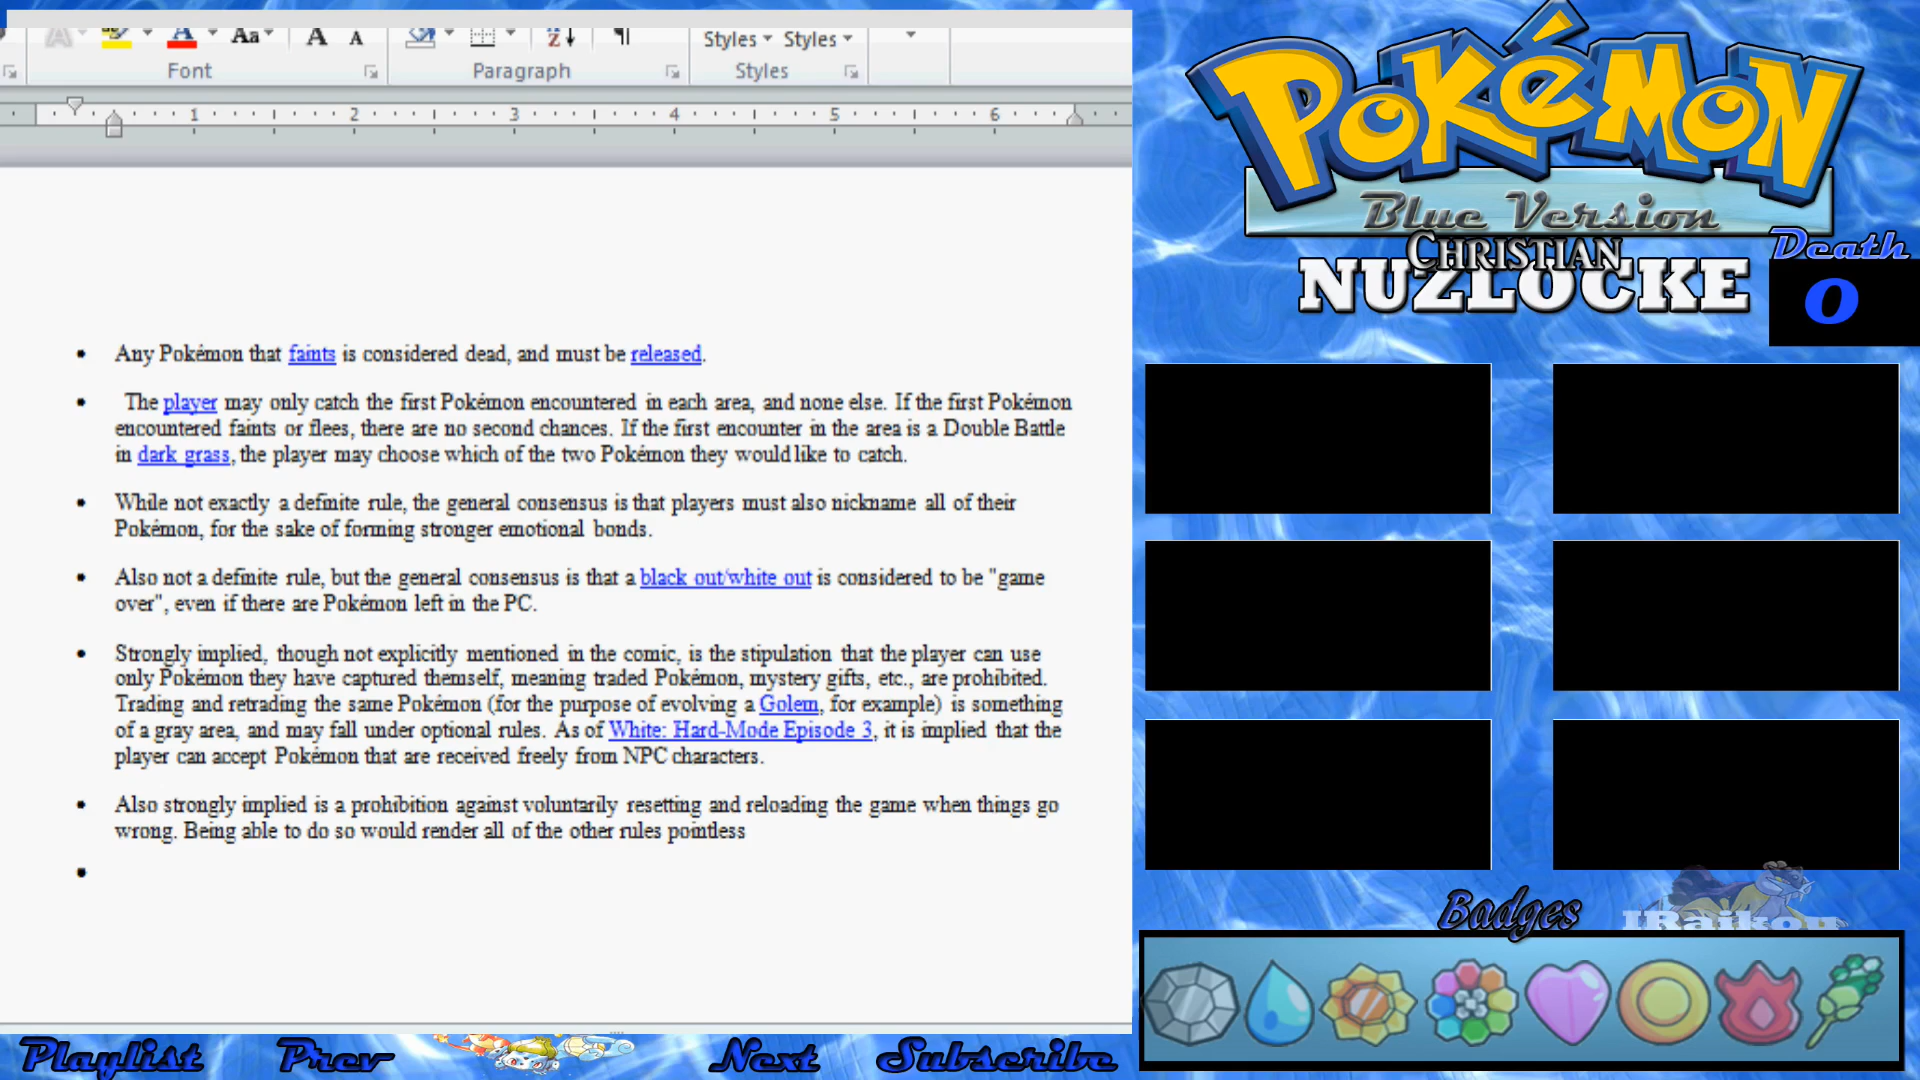 Aa
A
A
Styles
Styles
Font
Paragraph
Styles
1
2
3
4
5
6
Any Pokémon that faints is considered dead, and must be released.
The player may only catch the first Pokémon encountered in each area, and none else. If the first Pokémon
encountered faints or flees, there are no second chances. If the first encounter in the area is a Double Battle
in dark grass, the player may choose which of the two Pokémon they would like to catch.
While not exactly a definite rule, the general consensus is that players must also nickname all of their
Pokémon, for the sake of forming stronger emotional bonds.
Also not a definite rule, but the general consensus is that a black out/white out is considered to be "game
over", even if there are Pokémon left in the PC.
Strongly implied, though not explicitly mentioned in the comic, is the stipulation that the player can use
only Pokémon they have captured themself, meaning traded Pokémon, mystery gifts, etc., are prohibited.
Trading and retrading the same Pokémon (for the purpose of evolving a Golem, for example) is something
of a gray area, and may fall under optional rules. As of White: Hard-Mode Episode 3, it is implied that the
player can accept Pokémon that are received freely from NPC characters.
Also strongly implied is a prohibition against voluntarily resetting and reloading the game when things go
wrong. Being able to do so would render all of the other rules pointless
POKéMON
Blue Version
CHRISTIAN
NUZLOCKE
Death
0
Badges
IRaikou
Playlist
Prev
Next
Subscribe